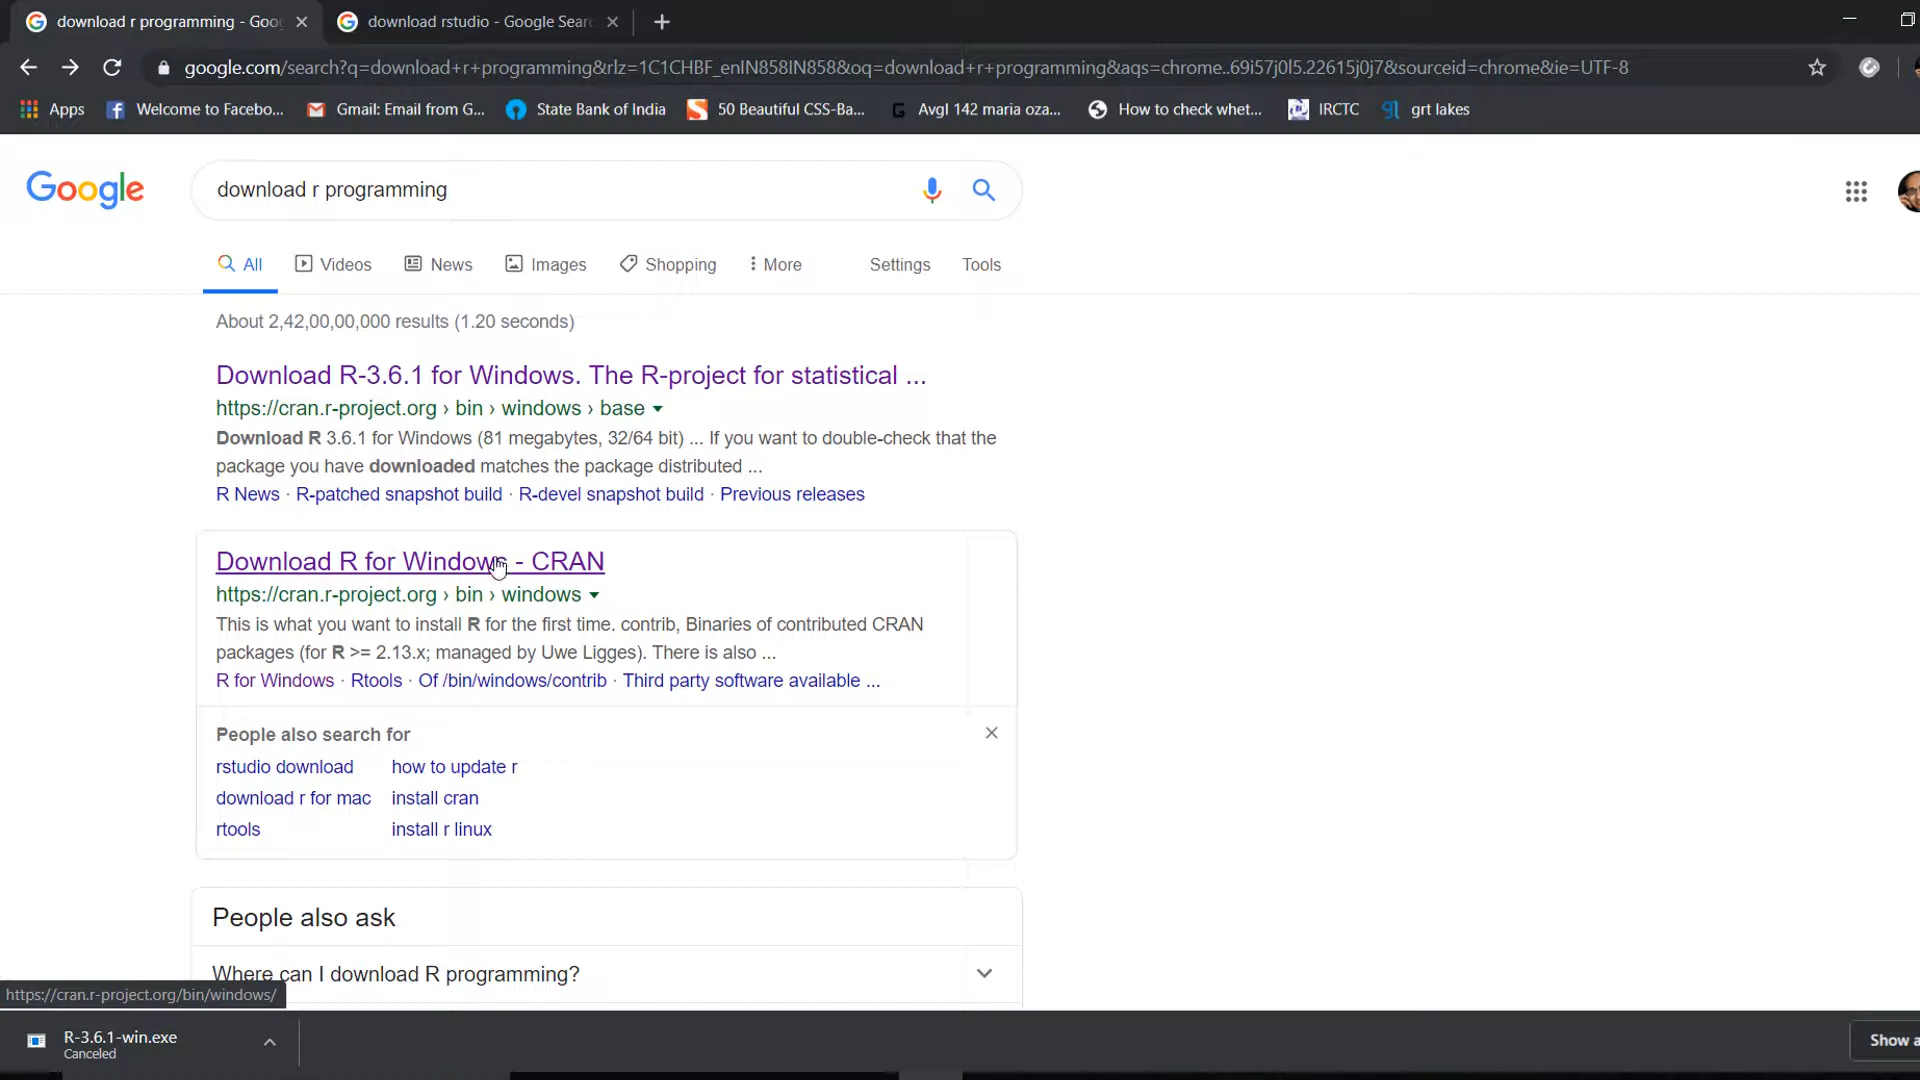 download r programming - Goo
download rstudio - Google Sear
google.com/search?q=download+r+programming&rlz=1C1CHBF_enIN858IN858&oq=download+r+programming&aqs=chrome..69i57j0l5.22615j0j7&sourceid=chrome&ie=UTF-8
Apps
Welcome to Facebo...
Gmail: Email from G...
State Bank of India
50 Beautiful CSS-Ba...
Avgl 142 maria oza...
How to check whet...
IRCTC
grt lakes
Google
download r programming
All
Videos
News
Images
Shopping
More
Settings
Tools
About 2,42,00,00,000 results (1.20 seconds)
Download R-3.6.1 for Windows. The R-project for statistical ...
https://cran.r-project.org › bin › windows › base
Download R 3.6.1 for Windows (81 megabytes, 32/64 bit) ... If you want to double-check that the
package you have downloaded matches the package distributed ...
R News · R-patched snapshot build · R-devel snapshot build · Previous releases
Download R for Windows - CRAN
https://cran.r-project.org › bin › windows
This is what you want to install R for the first time. contrib, Binaries of contributed CRAN
packages (for R >= 2.13.x; managed by Uwe Ligges). There is also ...
R for Windows · Rtools · Of /bin/windows/contrib · Third party software available ...
People also search for
rstudio download
how to update r
download r for mac
install cran
rtools
install r linux
People also ask
Where can I download R programming?
https://cran.r-project.org/bin/windows/
R-3.6.1-win.exe
Canceled
Show a